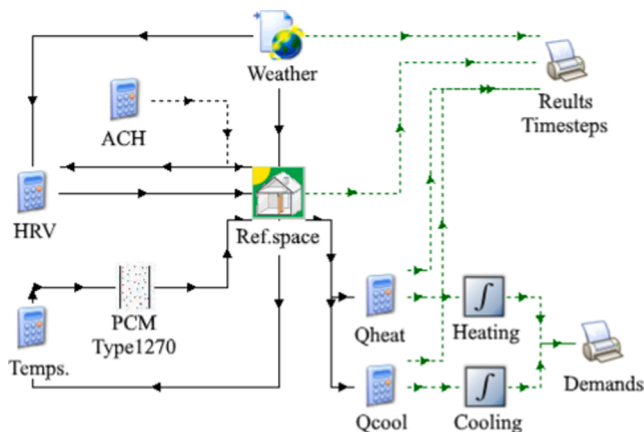 Weather
Reults
Timesteps
ACH
HRV
Ref.space
PCM
Type1270
Temps.
Qheat
Heating
Demands
Qcool
Cooling